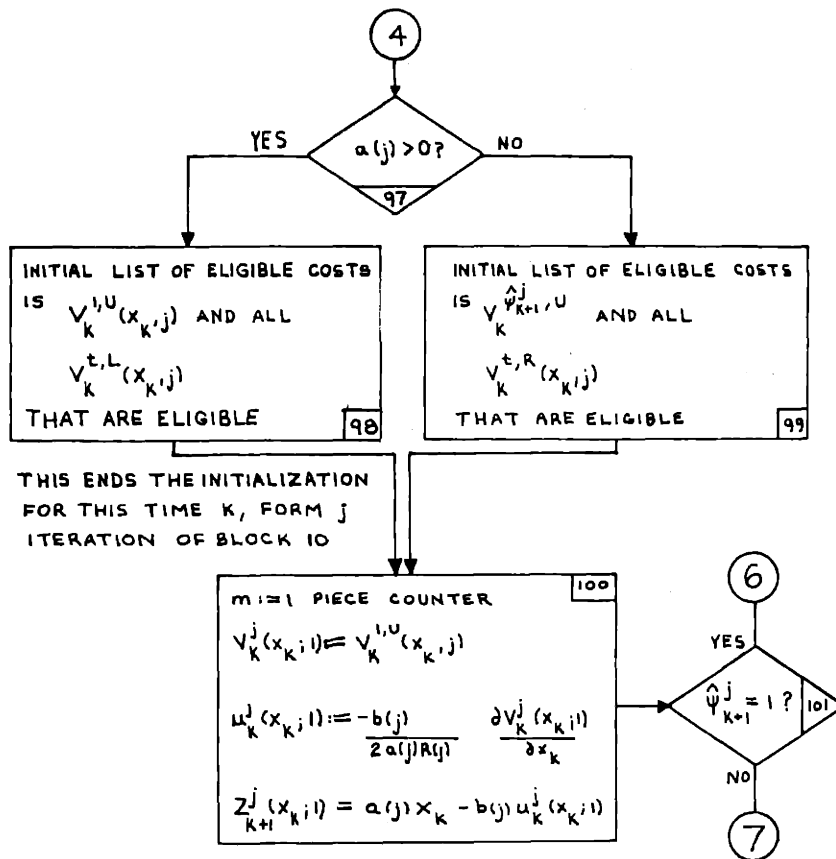 4
YES
a(j)>0?
NO
97
INITIAL LIST OF ELIGIBLE COSTS
IS V_k^{1,U}(x_k,j) AND ALL
V_k^{t,L}(x_k,j)
THAT ARE ELIGIBLE
98
INITIAL LIST OF ELIGIBLE COSTS
IS V_k^{\hat{ψ}_{k+1}^j,U} AND ALL
V_k^{t,R}(x_k,j)
THAT ARE ELIGIBLE
99
THIS ENDS THE INITIALIZATION
FOR THIS TIME K, FORM j
ITERATION OF BLOCK 10
100
m:=1 PIECE COUNTER
V_k^j(x_k;1):= V_k^{1,U}(x_k,j)
u_k^j(x_k;1):= \frac{-b(j)}{2a(j)R(j)} \frac{∂V_k^j(x_k;1)}{∂x_k}
Z_{k+1}^j(x_k;1) = a(j)x_k - b(j)u_k^j(x_k;1)
6
YES
\hat{ψ}_{k+1}^j = 1?
101
NO
7